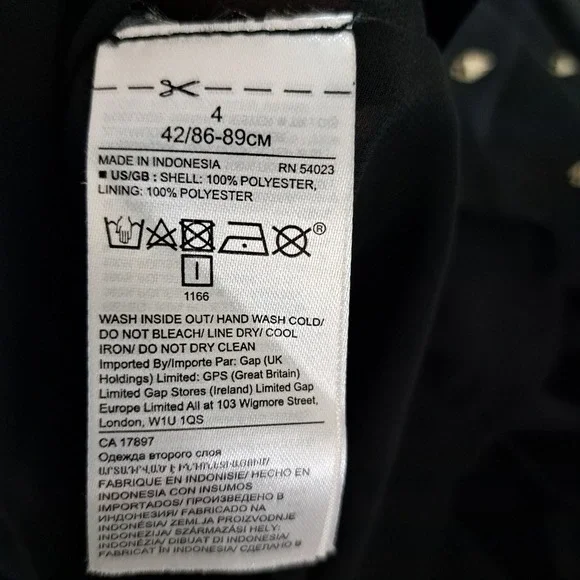 4
42/86-89CM
MADE IN INDONESIA RN 54023
■ US/GB : SHELL: 100% POLYESTER,
LINING: 100% POLYESTER
®
1166
WASH INSIDE OUT/ HAND WASH COLD/
DO NOT BLEACH/ LINE DRY/ COOL
IRON/ DO NOT DRY CLEAN
Imported By/Importe Par: Gap (UK
Holdings) Limited: GPS (Great Britain)
Limited Gap Stores (Ireland) Limited Gap
Europe Limited All at 103 Wigmore Street,
London, W1U 1QS
CA 17897
Одежда второго слоя
FABRIQUE EN INDONISIE/ HECHO EN
INDONESIA CON INSUMOS
IMPORTADOS/ ПРОИЗВЕДЕНО В
ИНДОНЕЗИЯ/ FABRICADO NA
INDONÉSIA/ ZEMLJA PROIZVODNJE
INDONEZIJA/ SZÁRMAZÁSI HELY:
INDONÉZIA/ DIBUAT DI INDONESIA/
FABRICAT ÎN INDONEZIA/ СДЕЛАНО В